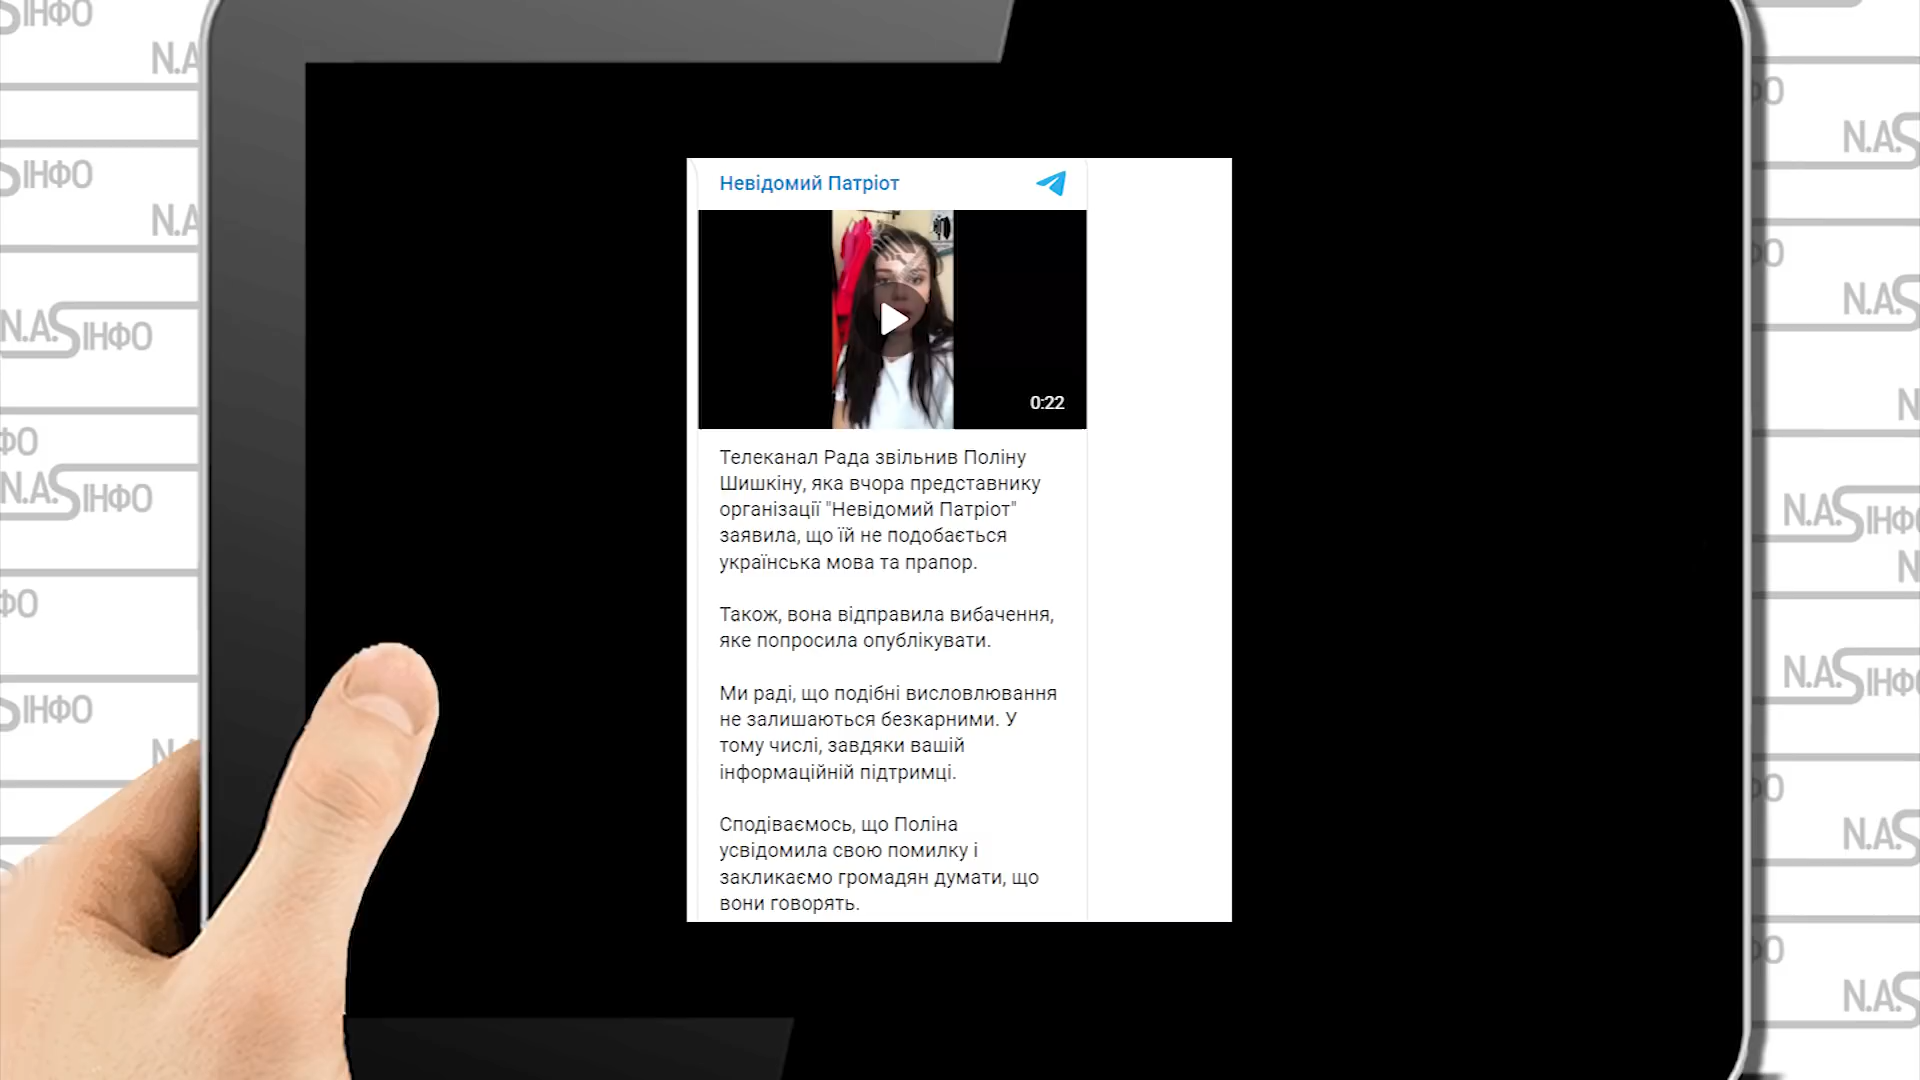 Невідомий Патріот
0:22
Телеканал Рада звільнив Поліну
Шишкіну, яка вчора представнику
організації "Невідомий Патріот"
заявила, що їй не подобається
українська мова та прапор.
Також, вона відправила вибачення,
яке попросила опублікувати.
Ми раді, що подібні висловлювання
не залишаються безкарними. У
тому числі, завдяки вашій
інформаційній підтримці.
Сподіваємось, що Поліна
усвідомила свою помилку і
закликаємо громадян думати, що
вони говорять.
N.A.SІНФО
N.A.SІНФО